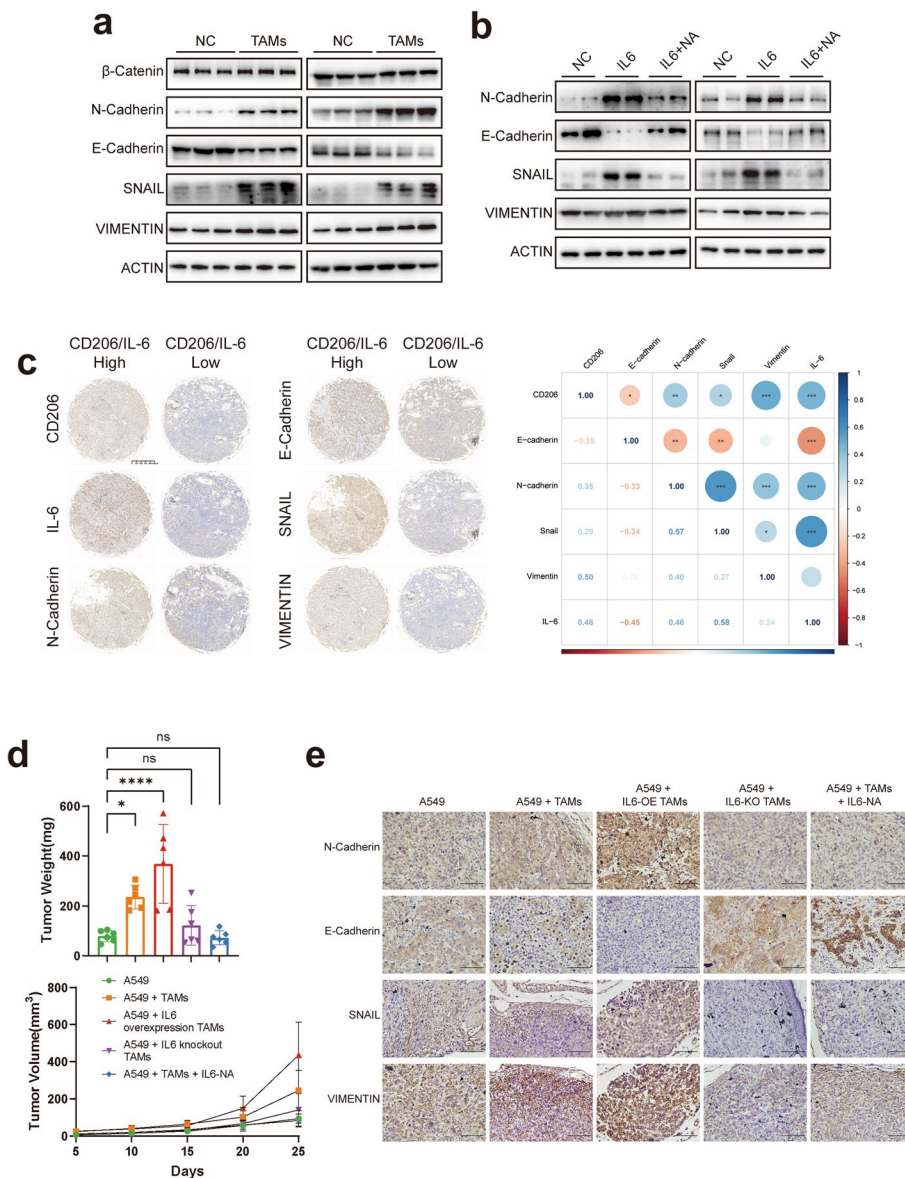 a
NC TAMs NC TAMs
β-Catenin
N-Cadherin
E-Cadherin
SNAIL
VIMENTIN
ACTIN
b
NC IL6 IL6+NA NC IL6 IL6+NA
N-Cadherin
E-Cadherin
SNAIL
VIMENTIN
ACTIN
c
CD206/IL-6 High
CD206/IL-6 Low
CD206
IL-6
N-Cadherin
CD206/IL-6 High
CD206/IL-6 Low
E-Cadherin
SNAIL
VIMENTIN
CD206 E-cadherin N-cadherin Snail Vimentin IL-6
CD206 1.00 * ** * *** ***
E-cadherin -0.25 1.00 ** ** ***
N-cadherin 0.35 -0.33 1.00 *** *** ***
Snail 0.29 -0.34 0.57 1.00 * ***
Vimentin 0.50 0.40 0.27 1.00
IL-6 0.46 -0.45 0.46 0.58 0.24 1.00
1
0.8
0.6
0.4
0.2
0
-0.2
-0.4
-0.6
-0.8
-1
d
ns
ns
****
*
Tumor Weight(mg)
600
400
200
0
Tumor Volume(mm³)
800
600
400
200
0
A549
A549 + TAMs
A549 + IL6
overexpression TAMs
A549 + IL6 knockout
TAMs
A549 + TAMs + IL6-NA
5 10 15 20 25
Days
e
A549
A549 + TAMs
A549 +
IL6-OE TAMs
A549 +
IL6-KO TAMs
A549 + TAMs
+ IL6-NA
N-Cadherin
E-Cadherin
SNAIL
VIMENTIN